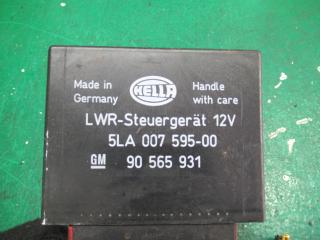 Made in Germany
HELLA
Handle with care
LWR-Steuergerät 12V
5LA 007 595-00
GM 90 565 931